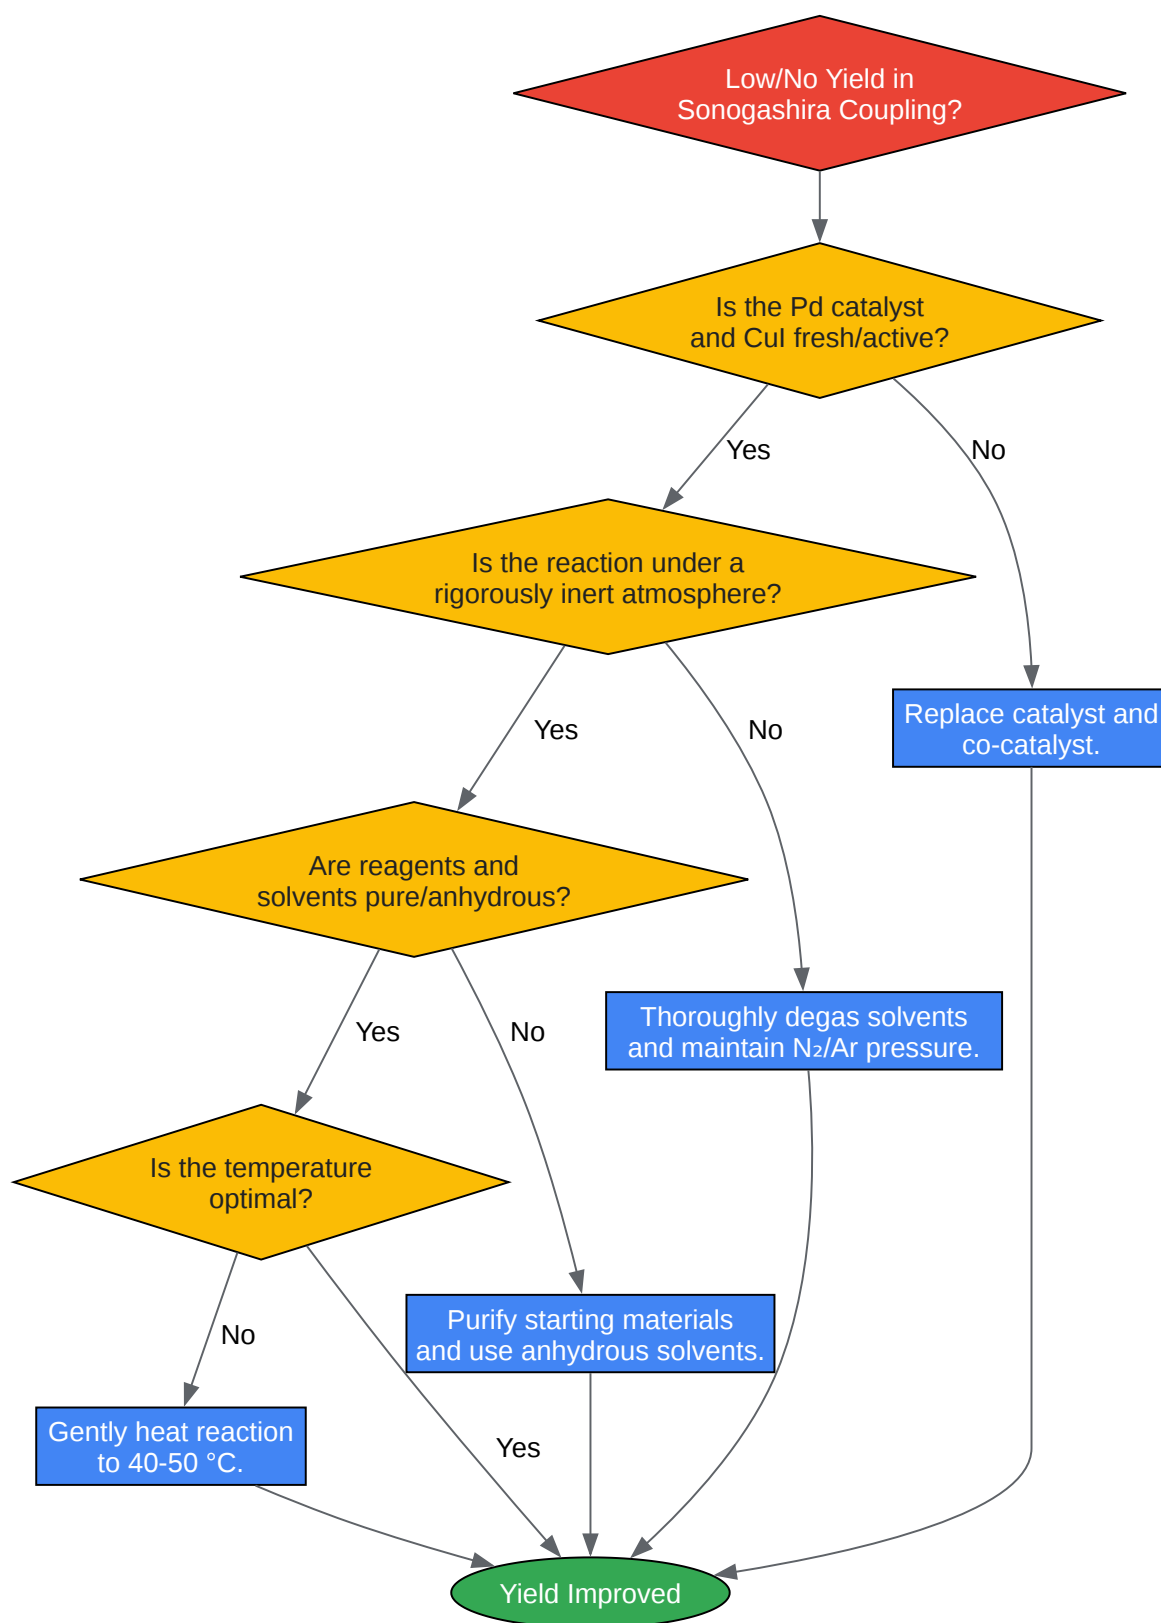 Low/No Yield in
Sonogashira Coupling?
Is the Pd catalyst
and CuI fresh/active?
Yes
No
Is the reaction under a
rigorously inert atmosphere?
Replace catalyst and
co-catalyst.
Yes
No
Are reagents and
solvents pure/anhydrous?
Thoroughly degas solvents
and maintain N₂/Ar pressure.
Yes
No
Is the temperature
optimal?
Purify starting materials
and use anhydrous solvents.
No
Gently heat reaction
to 40-50 °C.
Yes
Yield Improved